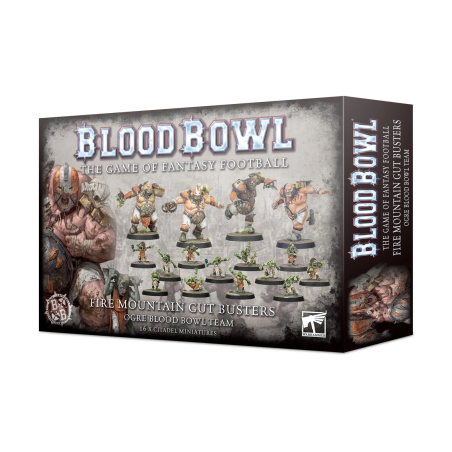 BLOOD BOWL
THE GAME OF FANTASY FOOTBALL
FIRE MOUNTAIN GUT BUSTERS
OGRE BLOOD BOWL TEAM
16 X CITADEL MINIATURES
BLOOD BOWL
THE GAME OF FANTASY FOOTBALL
FIRE MOUNTAIN GUT BUSTERS
OGRE BLOOD BOWL TEAM